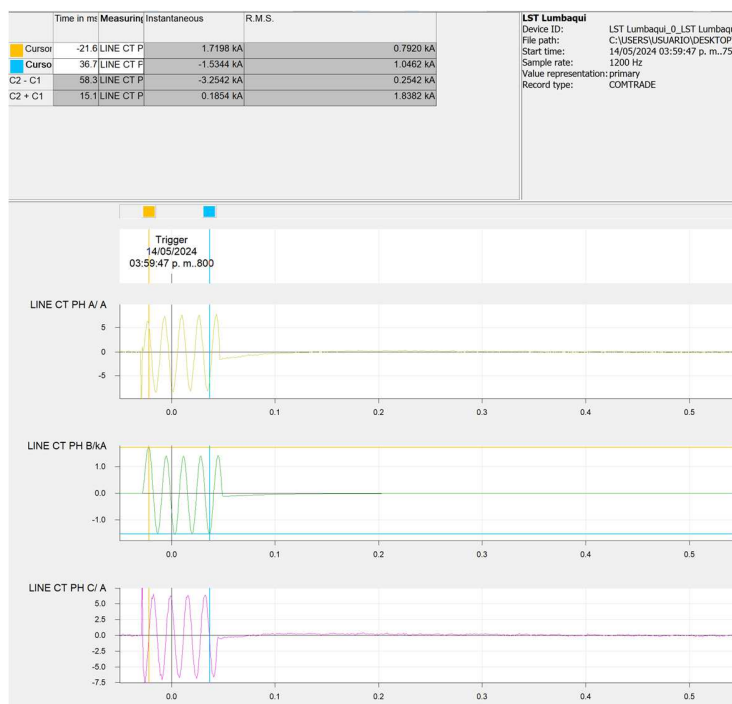 Time in ms Measuring Instantaneous R.M.S.
Cursor -21.6 LINE CT P 1.7198 kA 0.7920 kA
Curso 36.7 LINE CT P -1.5344 kA 1.0462 kA
C2 - C1 58.3 LINE CT P -3.2542 kA 0.2542 kA
C2 + C1 15.1 LINE CT P 0.1854 kA 1.8382 kA
LST Lumbaqui
Device ID: LST Lumbaqui_0_LST Lumbaqu
File path: C:\USERS\USUARIO\DESKTOP
Start time: 14/05/2024 03:59:47 p. m..75
Sample rate: 1200 Hz
Value representation: primary
Record type: COMTRADE
Trigger
14/05/2024
03:59:47 p. m..800
LINE CT PH A/ A
5
0
-5
0.0 0.1 0.2 0.3 0.4 0.5
LINE CT PH B/kA
1.0
0.0
-1.0
0.0 0.1 0.2 0.3 0.4 0.5
LINE CT PH C/ A
5.0
2.5
0.0
-2.5
-5.0
-7.5
0.0 0.1 0.2 0.3 0.4 0.5